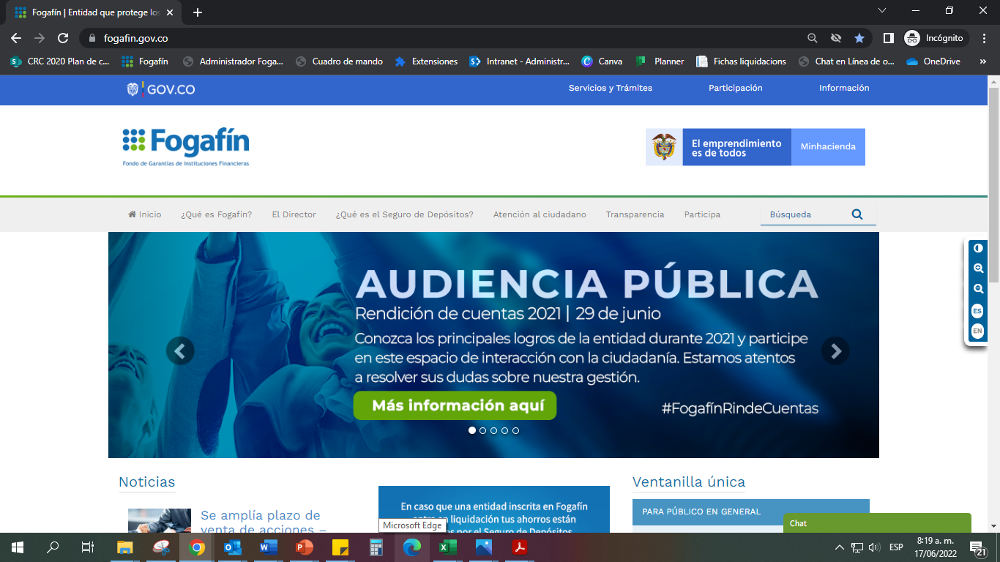 Fogafín | Entidad que protege los
fogafin.gov.co
Incógnito
CRC 2020 Plan de c...
Fogafín
Administrador Foga...
Cuadro de mando
Extensiones
Intranet - Administr...
Canva
Planner
Fichas liquidacions
Chat en Línea de o...
OneDrive
»
GOV.CO
Servicios y Trámites
Participación
Información
Fogafín
Fondo de Garantías de Instituciones Financieras
El emprendimiento
es de todos
Minhacienda
Inicio
¿Qué es Fogafín?
El Director
¿Qué es el Seguro de Depósitos?
Atención al ciudadano
Transparencia
Participa
Búsqueda
AUDIENCIA PÚBLICA
Rendición de cuentas 2021 | 29 de junio
Conozca los principales logros de la entidad durante 2021 y participe
en este espacio de interacción con la ciudadanía. Estamos atentos
a resolver sus dudas sobre nuestra gestión.
Más información aquí
#FogafínRindeCuentas
ES
EN
Noticias
Se amplía plazo de
venta de acciones –
En caso que una entidad inscrita en Fogafín
en liquidación tus ahorros están
por el Seguro de Depósitos
Microsoft Edge
Ventanilla única
PARA PÚBLICO EN GENERAL
Chat
ESP
8:19 a. m.
17/06/2022
21